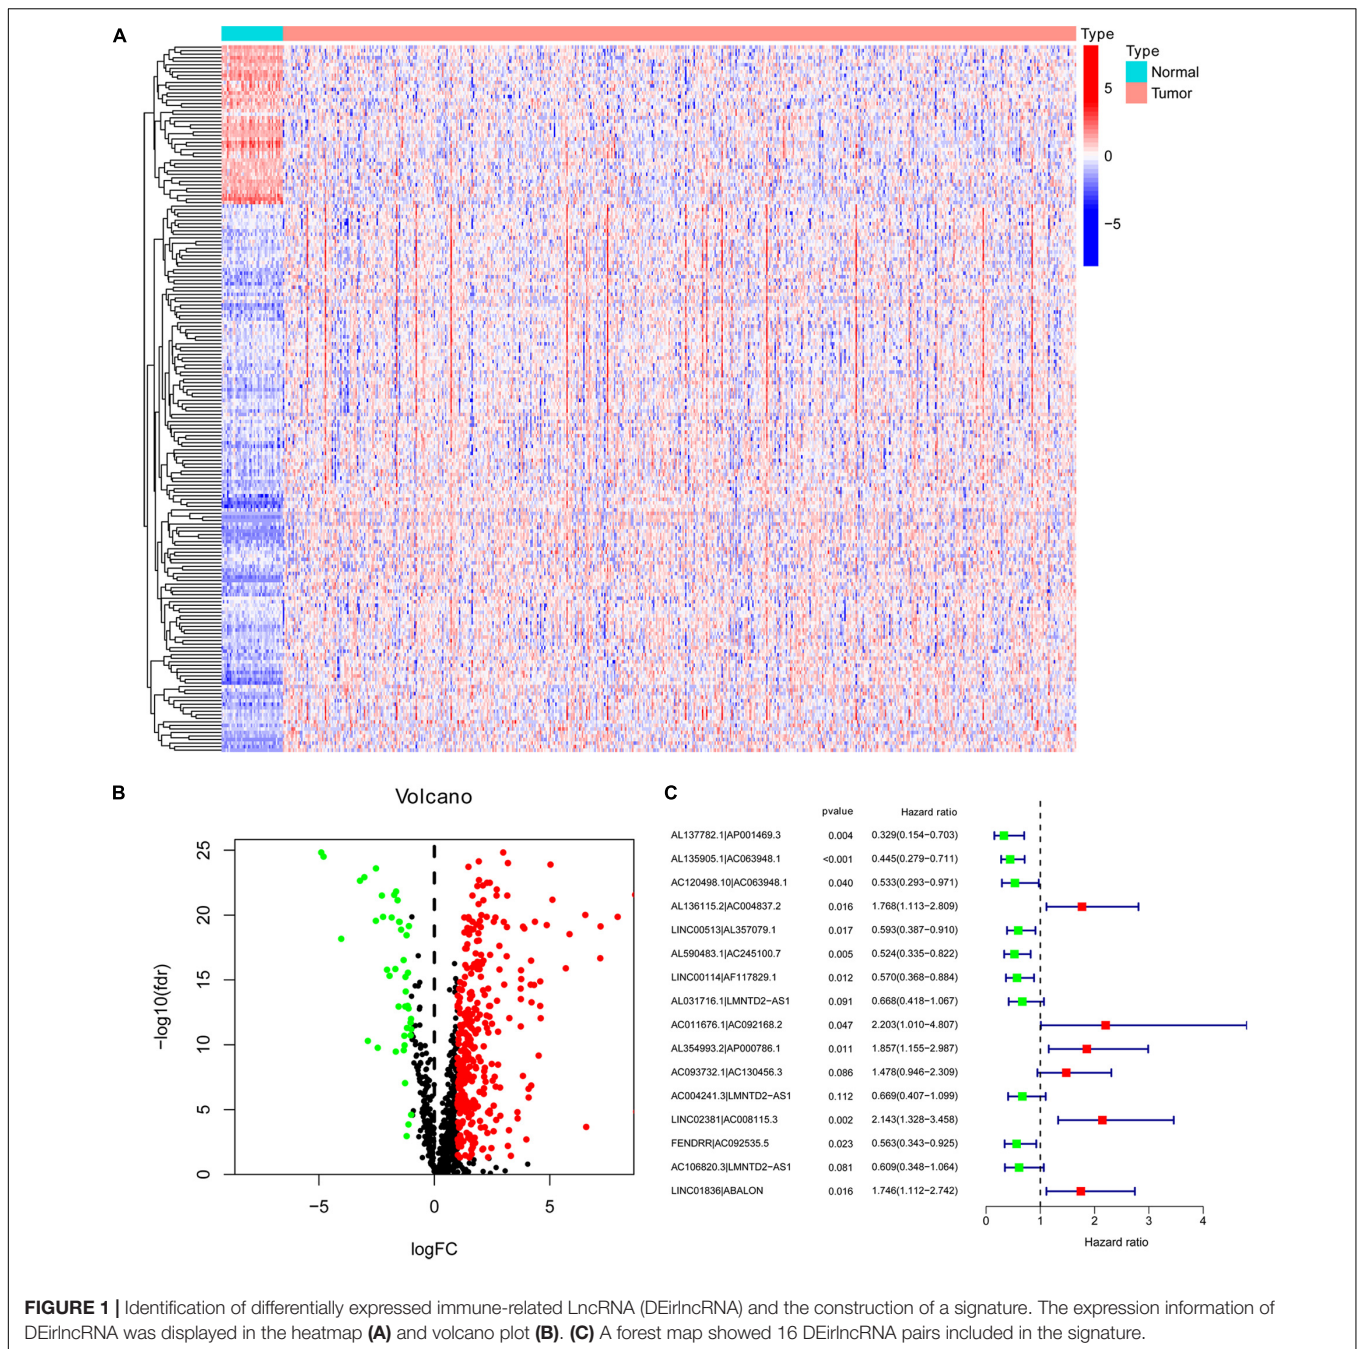 A
Type
5
0
−5
Type
Normal
Tumor
B
Volcano
25
20
15
10
5
0
−log10(fdr)
−5 0 5
logFC
C
pvalue Hazard ratio
AL137782.1|AP001469.3 0.004 0.329(0.154−0.703)
AL135905.1|AC063948.1 <0.001 0.445(0.279−0.711)
AC120498.10|AC063948.1 0.040 0.533(0.293−0.971)
AL136115.2|AC004837.2 0.016 1.768(1.113−2.809)
LINC00513|AL357079.1 0.017 0.593(0.387−0.910)
AL590483.1|AC245100.7 0.005 0.524(0.335−0.822)
LINC00114|AF117829.1 0.012 0.570(0.368−0.884)
AL031716.1|LMNTD2−AS1 0.091 0.668(0.418−1.067)
AC011676.1|AC092168.2 0.047 2.203(1.010−4.807)
AL354993.2|AP000786.1 0.011 1.857(1.155−2.987)
AC093732.1|AC130456.3 0.086 1.478(0.946−2.309)
AC004241.3|LMNTD2−AS1 0.112 0.669(0.407−1.099)
LINC02381|AC008115.3 0.002 2.143(1.328−3.458)
FENDRR|AC092535.5 0.023 0.563(0.343−0.925)
AC106820.3|LMNTD2−AS1 0.081 0.609(0.348−1.064)
LINC01836|ABALON 0.016 1.746(1.112−2.742)
0 1 2 3 4
Hazard ratio
FIGURE 1 | Identification of differentially expressed immune-related LncRNA (DEirlncRNA) and the construction of a signature. The expression information of
DEirlncRNA was displayed in the heatmap (A) and volcano plot (B). (C) A forest map showed 16 DEirlncRNA pairs included in the signature.